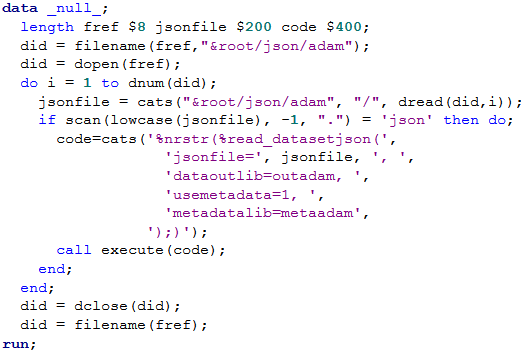 data _null_;
  length fref $8 jsonfile $200 code $400;
  did = filename(fref,"&root/json/adam");
  did = dopen(fref);
  do i = 1 to dnum(did);
    jsonfile = cats("&root/json/adam", "/", dread(did,i));
    if scan(lowcase(jsonfile), -1, ".") = 'json' then do;
      code=cats('%nrstr(%read_datasetjson(',
                 'jsonfile=', jsonfile, ', ',
                 'dataoutlib=outadam, ',
                 'usemetadata=1, ',
                 'metadatalib=metaadam',
               ');)');
      call execute(code);
    end;
  end;
  did = dclose(did);
  did = filename(fref);
run;